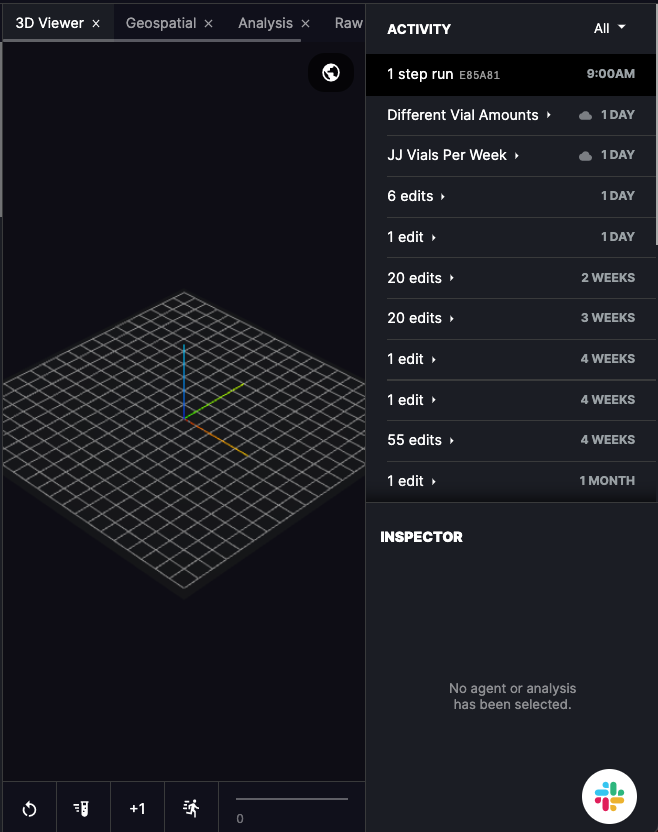 3D Viewer
Geospatial
Analysis
Raw
+1
0
ACTIVITY
All
1 step run E85A81 9:00AM
Different Vial Amounts 1 DAY
JJ Vials Per Week 1 DAY
6 edits 1 DAY
1 edit 1 DAY
20 edits 2 WEEKS
20 edits 3 WEEKS
1 edit 4 WEEKS
1 edit 4 WEEKS
55 edits 4 WEEKS
1 edit 1 MONTH
INSPECTOR
No agent or analysis
has been selected.